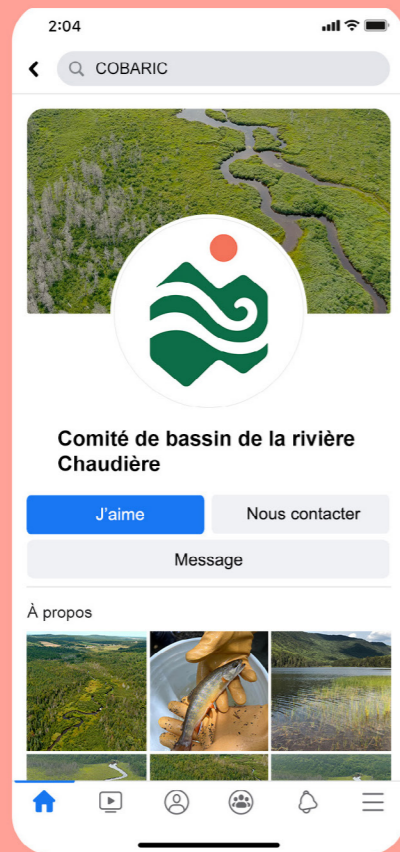 2:04
COBARIC
Comité de bassin de la rivière
Chaudière
J'aime
Nous contacter
Message
À propos